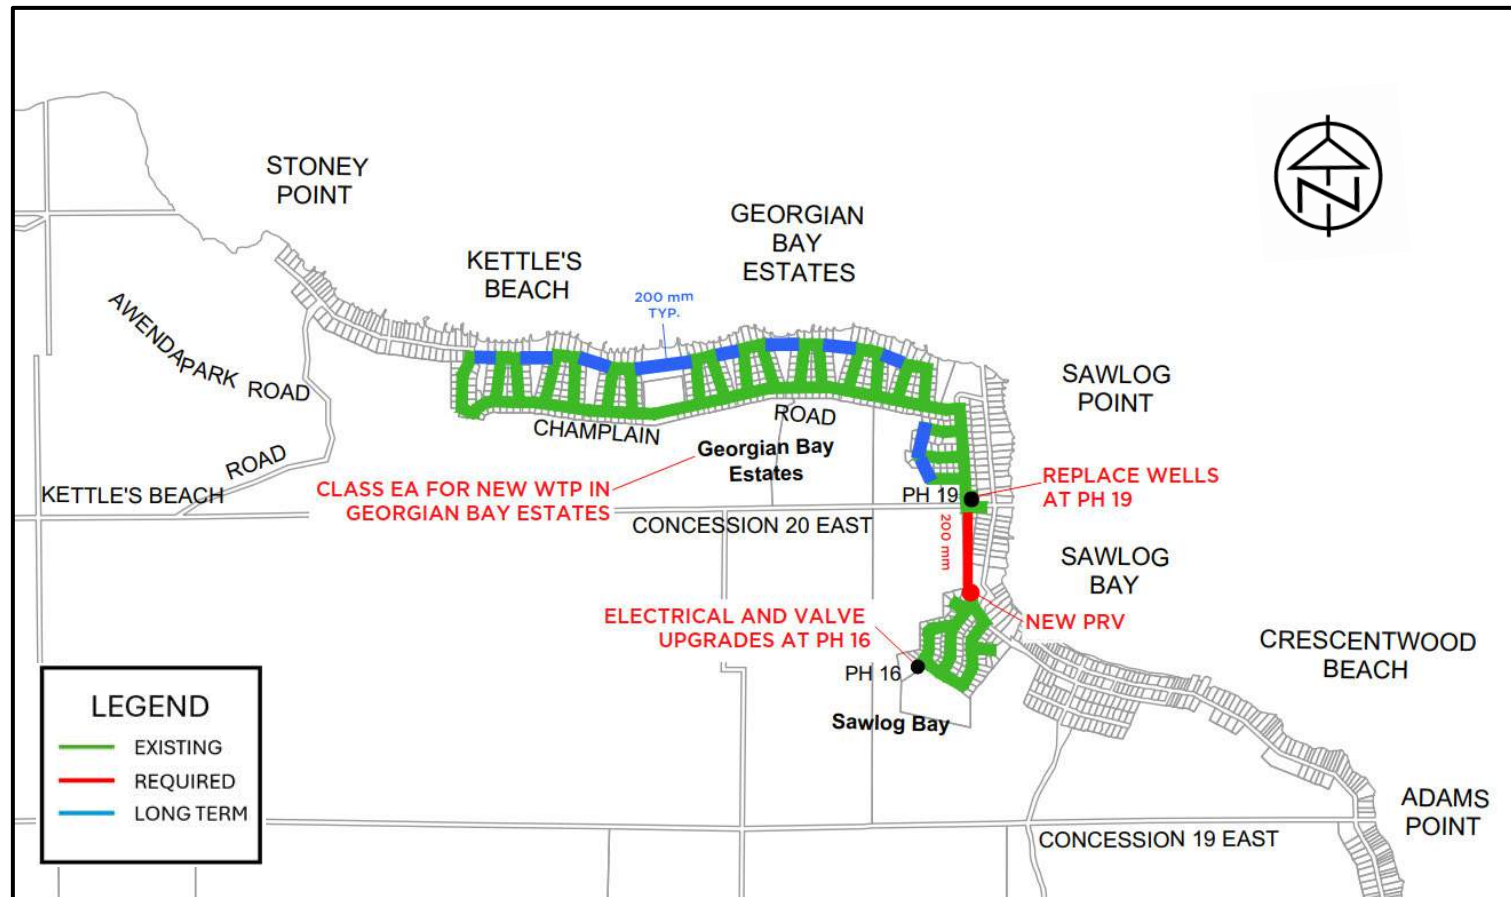 STONEY
POINT
GEORGIAN
BAY
ESTATES
KETTLE'S
BEACH
200 mm
TYP.
AWENDA PARK ROAD
SAWLOG
POINT
CHAMPLAIN ROAD
Georgian Bay
Estates
ROAD
KETTLE'S BEACH
CLASS EA FOR NEW WTP IN
GEORGIAN BAY ESTATES
PH 19
REPLACE WELLS
AT PH 19
CONCESSION 20 EAST
200 mm
SAWLOG
BAY
ELECTRICAL AND VALVE
UPGRADES AT PH 16
NEW PRV
CRESCENTWOOD
BEACH
PH 16
Sawlog Bay
LEGEND
EXISTING
REQUIRED
LONG TERM
ADAMS
POINT
CONCESSION 19 EAST
N